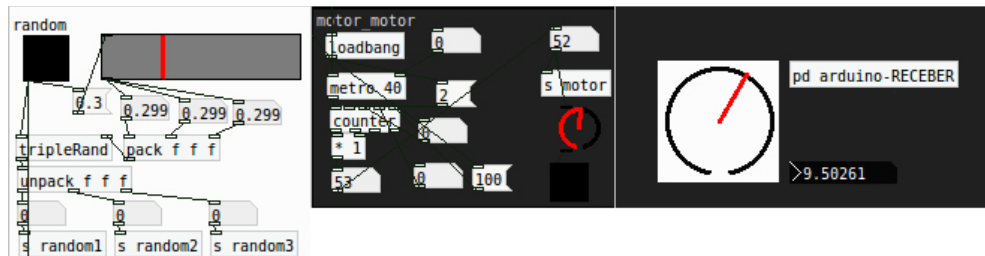 random
0.3
0.299
0.299
0.299
tripleRand
pack f f f
unpack f f f
0
0
0
s random1
s random2
s random3
motor_motor
loadbang
0
52
metro 40
2
s motor
counter
0
* 1
53
0
100
pd arduino-RECEBER
>9.50261